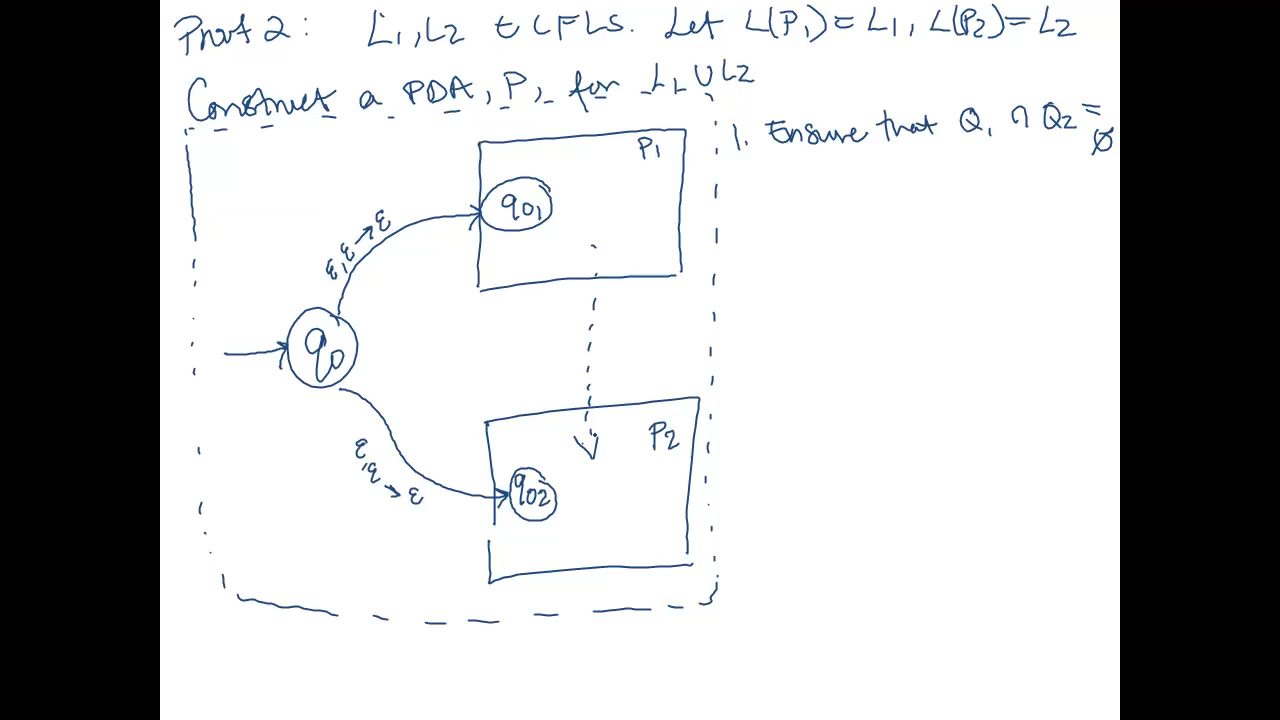 Proof 2: L1, L2 ∈ CFLS. Let L(P1) = L1, L(P2) = L2
Construct a PDA, P, for L1 ∪ L2
1. Ensure that Q1 ∩ Q2 = ∅
P1
q01
ε,ε→ε
q0
P2
ε,ε→ε
q02